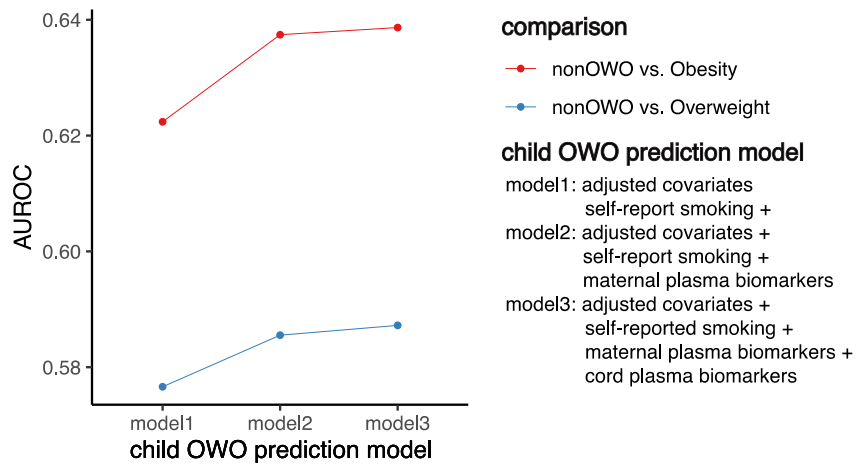 0.64
0.62
0.60
0.58
AUROC
model1 model2 model3
child OWO prediction model
comparison
nonOWO vs. Obesity
nonOWO vs. Overweight
child OWO prediction model
model1: adjusted covariates
self-report smoking +
model2: adjusted covariates +
self-report smoking +
maternal plasma biomarkers
model3: adjusted covariates +
self-reported smoking +
maternal plasma biomarkers +
cord plasma biomarkers